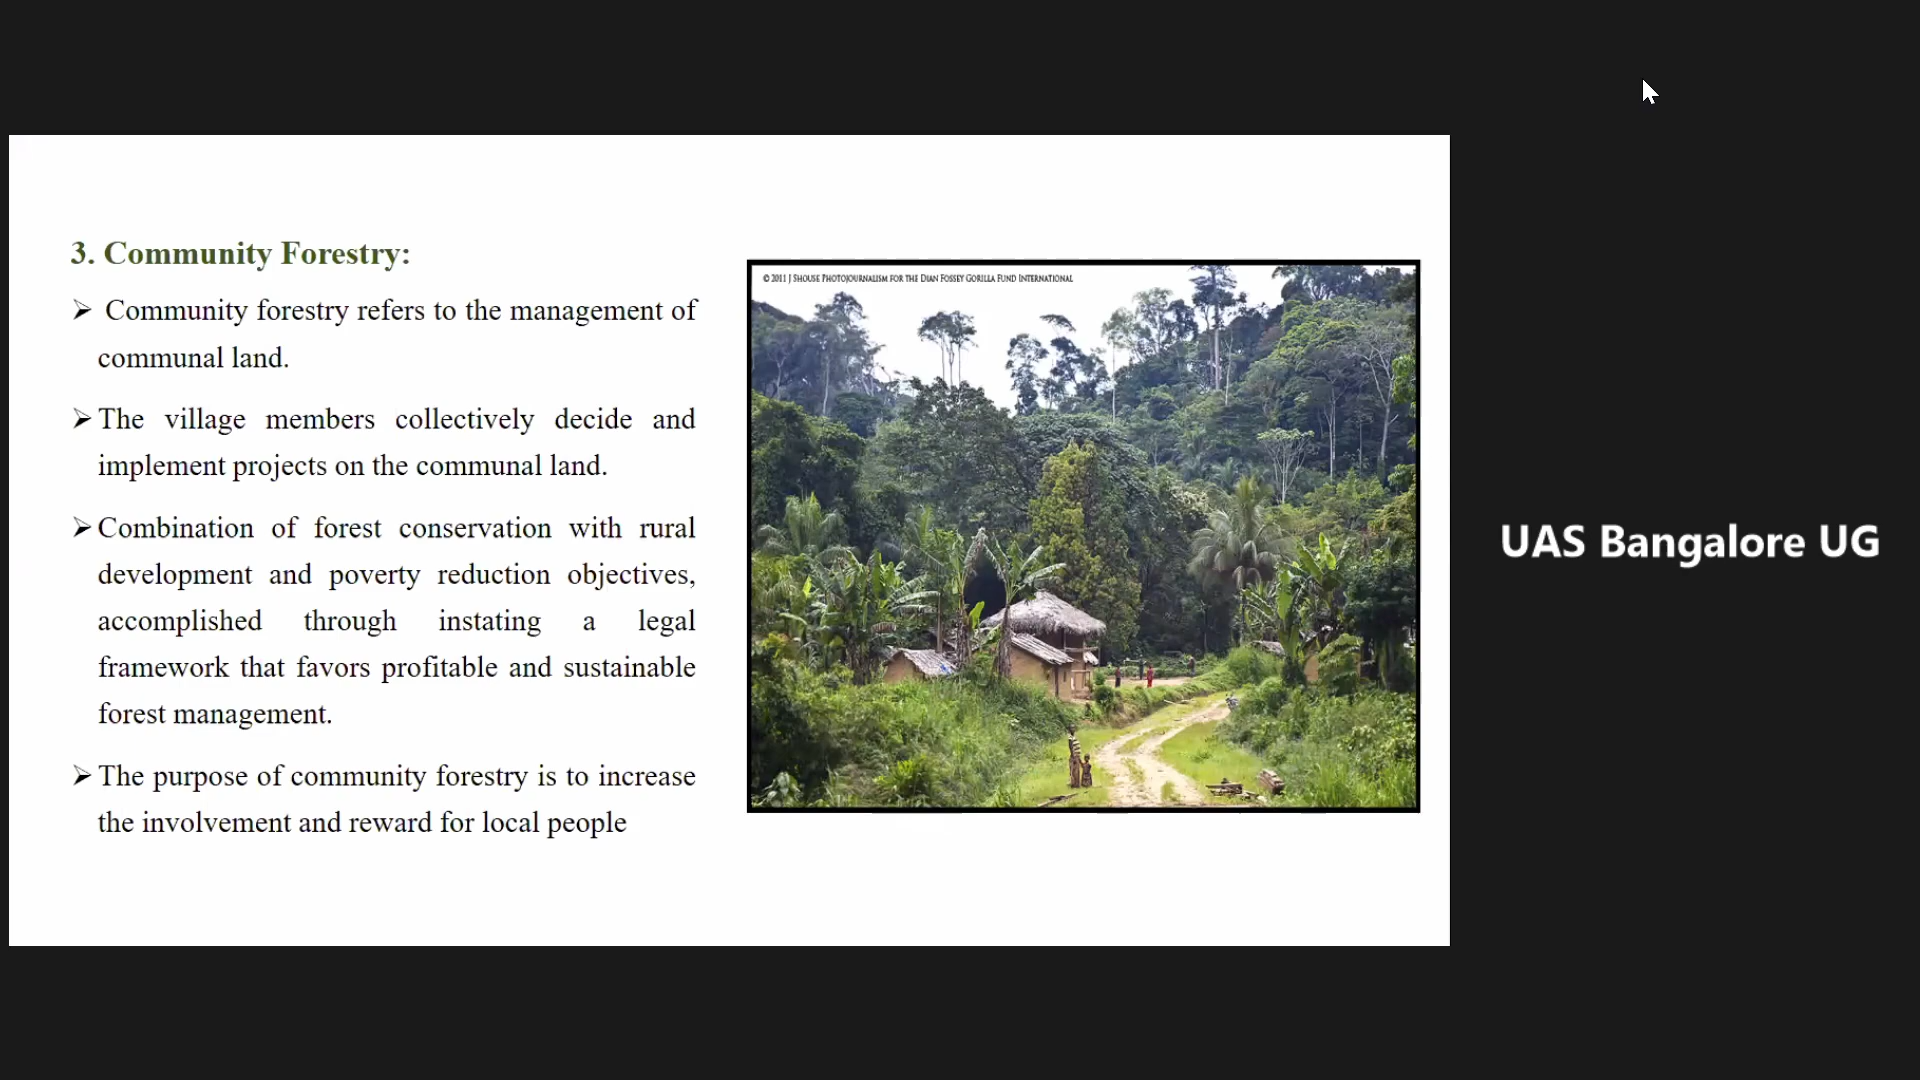 3. Community Forestry:
➢ Community forestry refers to the management of
communal land.
➢ The village members collectively decide and
implement projects on the communal land.
➢ Combination of forest conservation with rural
development and poverty reduction objectives,
accomplished through instating a legal
framework that favors profitable and sustainable
forest management.
➢ The purpose of community forestry is to increase
the involvement and reward for local people
© 2011 J SHOUSE PHOTOJOURNALISM FOR THE DIAN FOSSEY GORILLA FUND INTERNATIONAL
UAS Bangalore UG